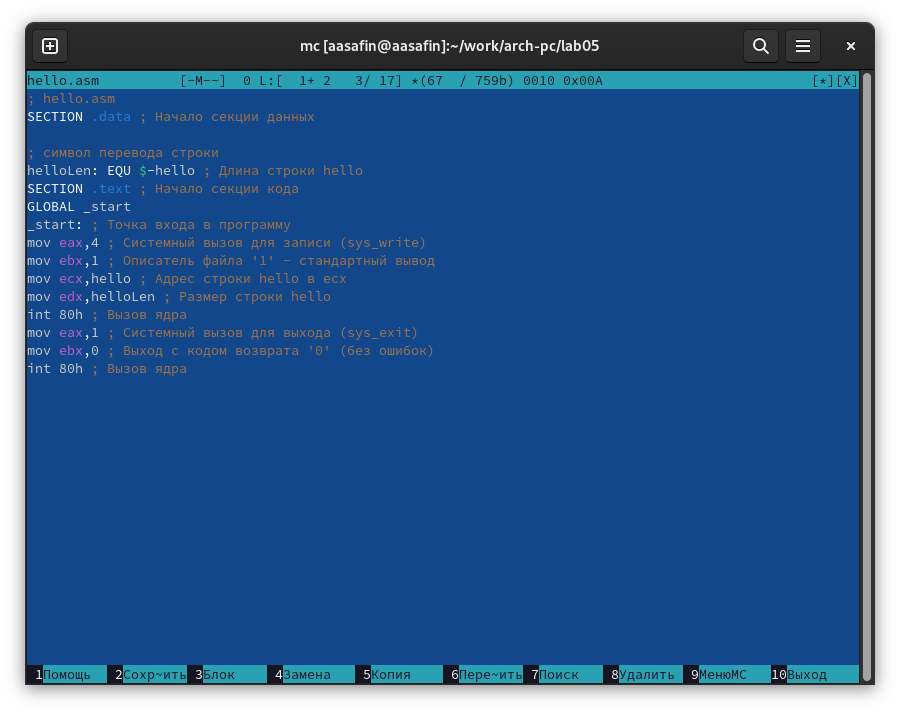 mc [aasafin@aasafin]:~/work/arch-pc/lab05
hello.asm [-M--] 0 L:[ 1+ 2 3/ 17] *(67 / 759b) 0010 0x00A [*][X]
; hello.asm
SECTION .data ; Начало секции данных
; символ перевода строки
helloLen: EQU $-hello ; Длина строки hello
SECTION .text ; Начало секции кода
GLOBAL _start
_start: ; Точка входа в программу
mov eax,4 ; Системный вызов для записи (sys_write)
mov ebx,1 ; Описатель файла '1' - стандартный вывод
mov ecx,hello ; Адрес строки hello в ecx
mov edx,helloLen ; Размер строки hello
int 80h ; Вызов ядра
mov eax,1 ; Системный вызов для выхода (sys_exit)
mov ebx,0 ; Выход с кодом возврата '0' (без ошибок)
int 80h ; Вызов ядра
1Помощь 2Сохр~ить 3Блок 4Замена 5Копия 6Пере~ить 7Поиск 8Удалить 9МенюMC 10Выход